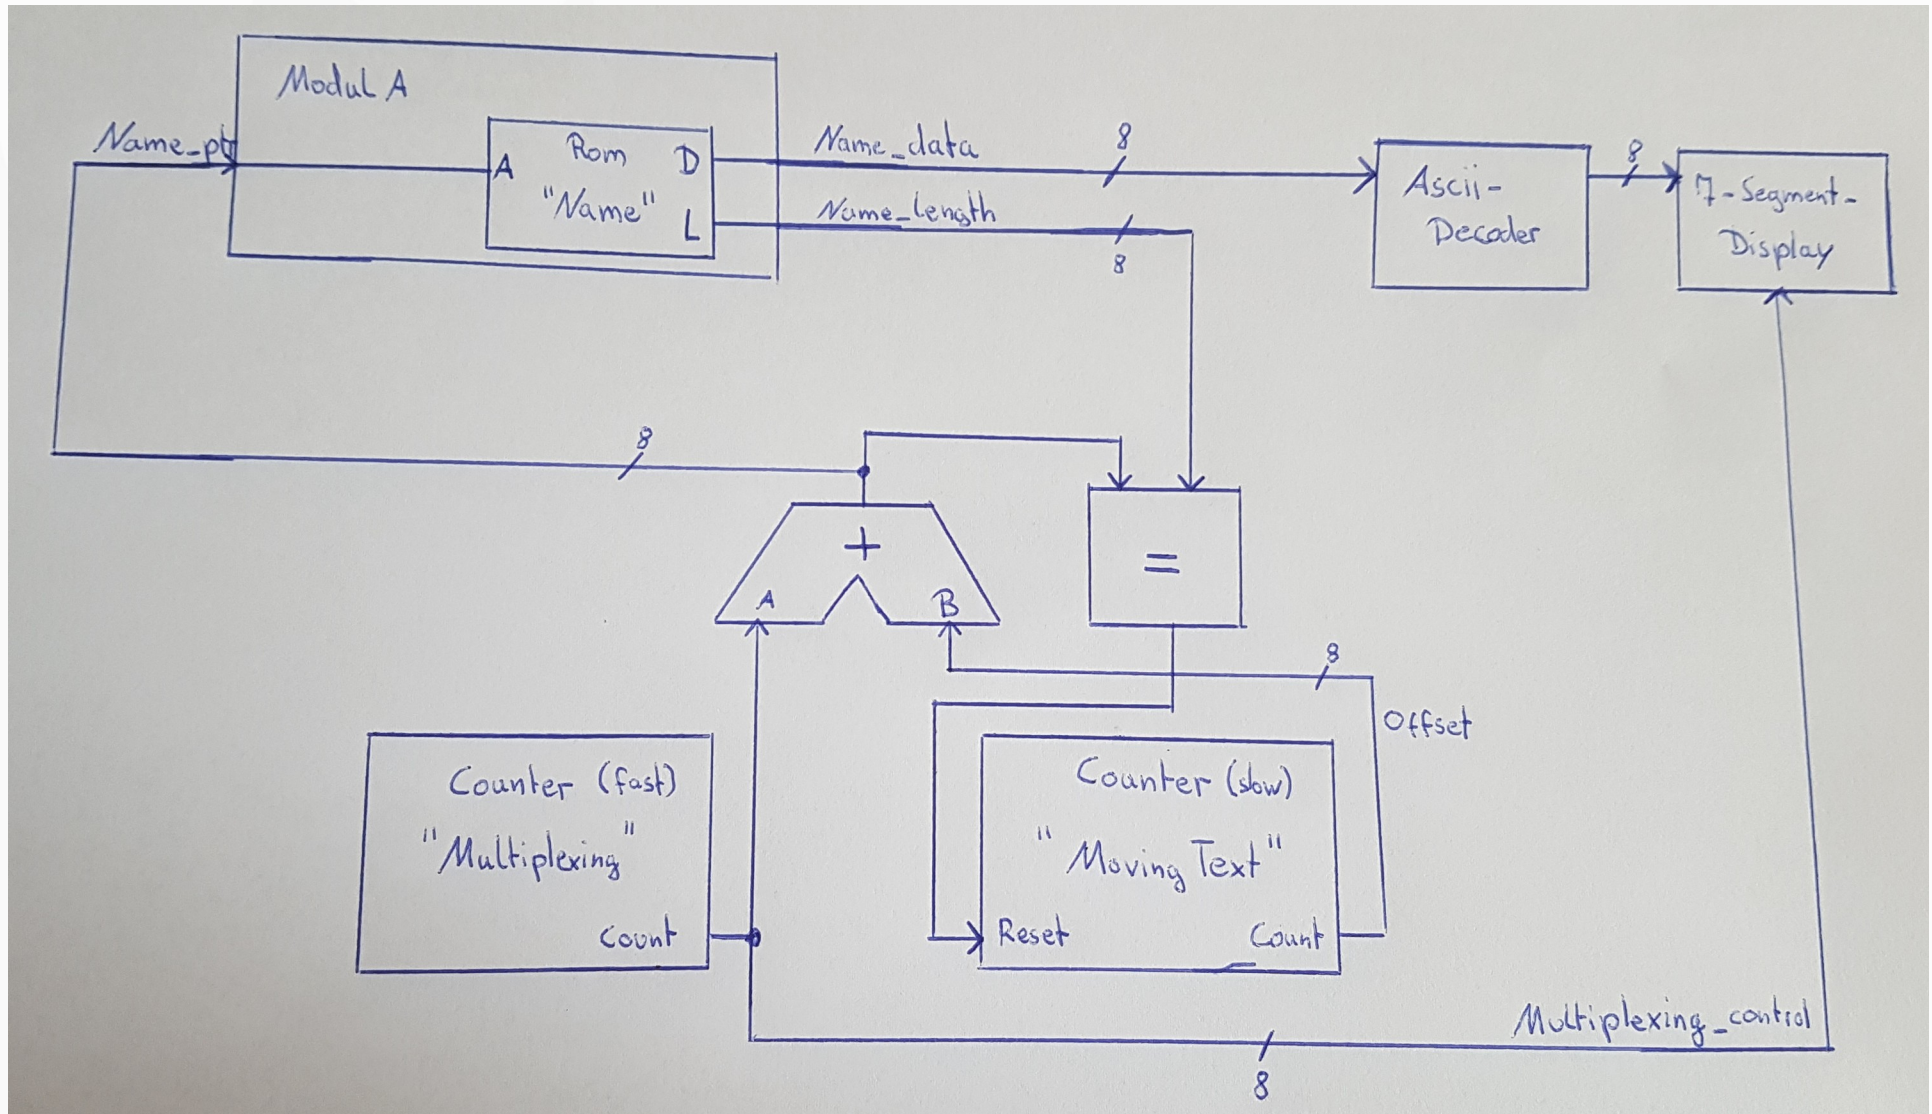 Modul A
Name_ptr
A
Rom
"Name"
D
L
Name_data
8
Name_length
8
Ascii-
Decoder
8
7-Segment-
Display
8
+
A
B
=
8
Offset
Counter (fast)
"Multiplexing"
Count
Counter (slow)
"Moving Text"
Reset
Count
Multiplexing_control
8